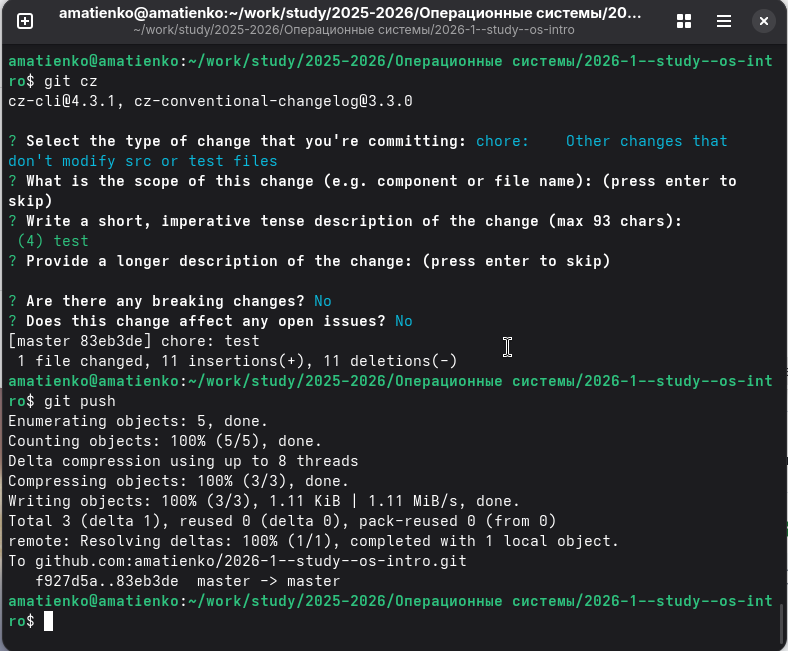 amatienko@amatienko:~/work/study/2025-2026/Операционные системы/20...
~/work/study/2025-2026/Операционные системы/2026-1--study--os-intro
amatienko@amatienko:~/work/study/2025-2026/Операционные системы/2026-1--study--os-int
ro$ git cz
cz-cli@4.3.1, cz-conventional-changelog@3.3.0
? Select the type of change that you're committing: chore:    Other changes that
don't modify src or test files
? What is the scope of this change (e.g. component or file name): (press enter to
skip)
? Write a short, imperative tense description of the change (max 93 chars):
(4) test
? Provide a longer description of the change: (press enter to skip)
? Are there any breaking changes? No
? Does this change affect any open issues? No
[master 83eb3de] chore: test
1 file changed, 11 insertions(+), 11 deletions(-)
amatienko@amatienko:~/work/study/2025-2026/Операционные системы/2026-1--study--os-int
ro$ git push
Enumerating objects: 5, done.
Counting objects: 100% (5/5), done.
Delta compression using up to 8 threads
Compressing objects: 100% (3/3), done.
Writing objects: 100% (3/3), 1.11 KiB | 1.11 MiB/s, done.
Total 3 (delta 1), reused 0 (delta 0), pack-reused 0 (from 0)
remote: Resolving deltas: 100% (1/1), completed with 1 local object.
To github.com:amatienko/2026-1--study--os-intro.git
f927d5a..83eb3de  master -> master
amatienko@amatienko:~/work/study/2025-2026/Операционные системы/2026-1--study--os-int
ro$